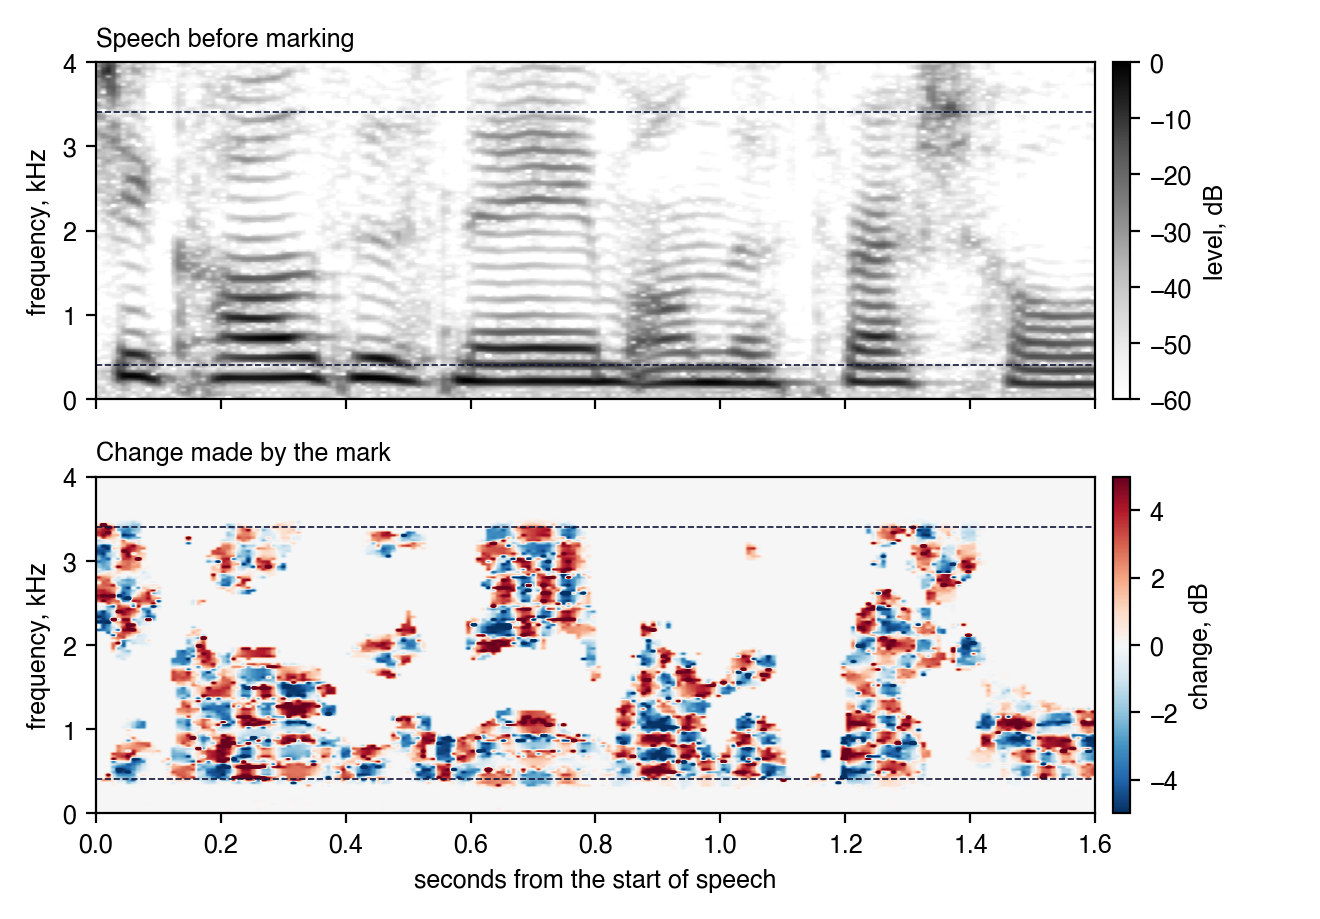 Speech before marking
4
3
2
1
0
frequency, kHz
0
−10
−20
−30
−40
−50
−60
level, dB
Change made by the mark
4
3
2
1
0
frequency, kHz
4
2
0
−2
−4
change, dB
0.0 0.2 0.4 0.6 0.8 1.0 1.2 1.4 1.6
seconds from the start of speech